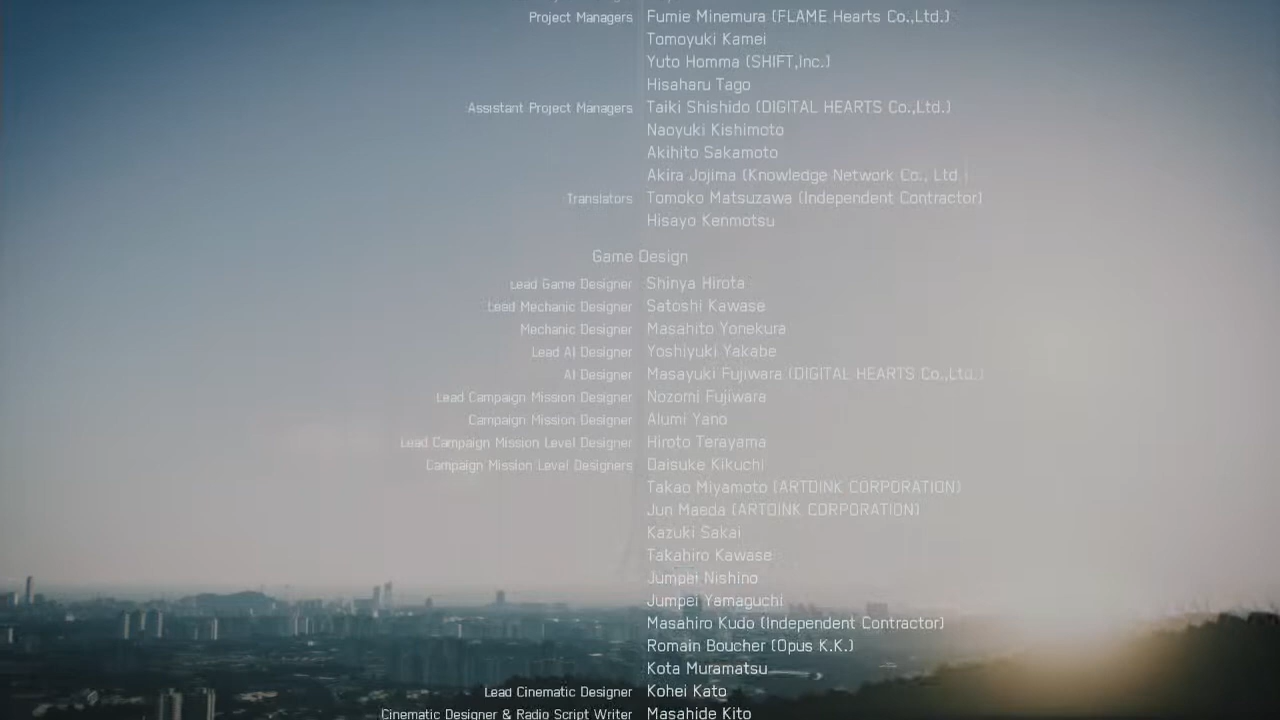 Project Managers Fumie Minemura (FLAME Hearts Co.,Ltd.)
Tomoyuki Kamei
Yuto Homma (SHIFT,Inc.)
Hisaharu Tago
Assistant Project Managers Taiki Shishido (DIGITAL HEARTS Co.,Ltd.)
Naoyuki Kishimoto
Akihito Sakamoto
Akira Jojima (Knowledge Network Co., Ltd.)
Translators Tomoko Matsuzawa (Independent Contractor)
Hisayo Kenmotsu
Game Design
Lead Game Designer Shinya Hirota
Lead Mechanic Designer Satoshi Kawase
Mechanic Designer Masahito Yonekura
Lead AI Designer Yoshiyuki Yakabe
AI Designer Masayuki Fujiwara (DIGITAL HEARTS Co.,Ltd.)
Lead Campaign Mission Designer Nozomi Fujiwara
Campaign Mission Designer Alumi Yano
Lead Campaign Mission Level Designer Hiroto Terayama
Campaign Mission Level Designers Daisuke Kikuchi
Takao Miyamoto (ARTDINK CORPORATION)
Jun Maeda (ARTDINK CORPORATION)
Kazuki Sakai
Takahiro Kawase
Jumpei Nishino
Jumpei Yamaguchi
Masahiro Kudo (Independent Contractor)
Romain Boucher (Opus K.K.)
Kota Muramatsu
Lead Cinematic Designer Kohei Kato
Cinematic Designer & Radio Script Writer Masahide Kito